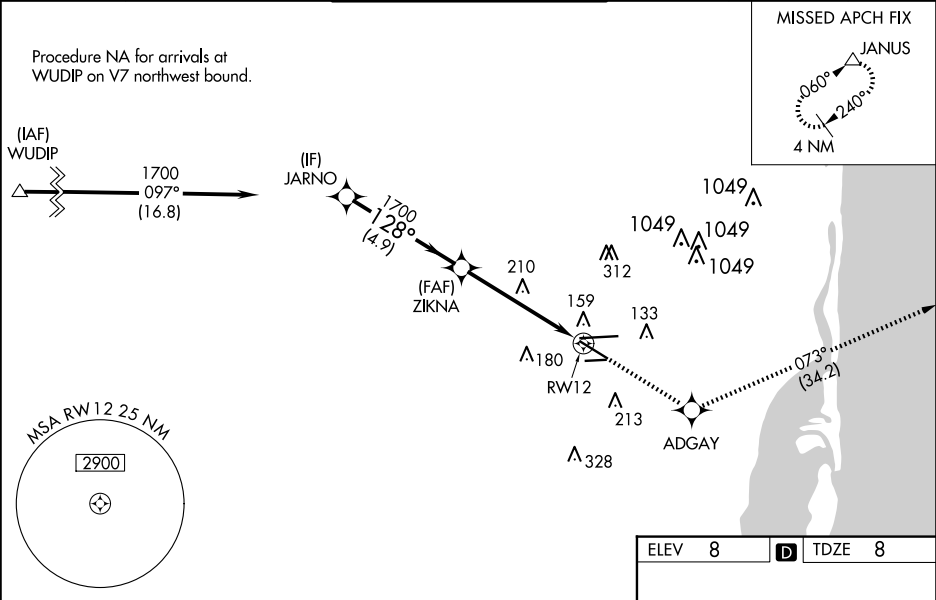 MISSED APCH FIX
JANUS
060°
240°
4 NM
Procedure NA for arrivals at
WUDIP on V7 northwest bound.
(IAF)
WUDIP
1700
097°
(16.8)
(IF)
JARNO
1700
128°
(4.9)
(FAF)
ZIKNA
1049
1049
1049
1049
312
210
159
133
180
RW12
213
328
ADGAY
073°
(34.2)
MSA RW12 25 NM
2900
ELEV 8 D TDZE 8